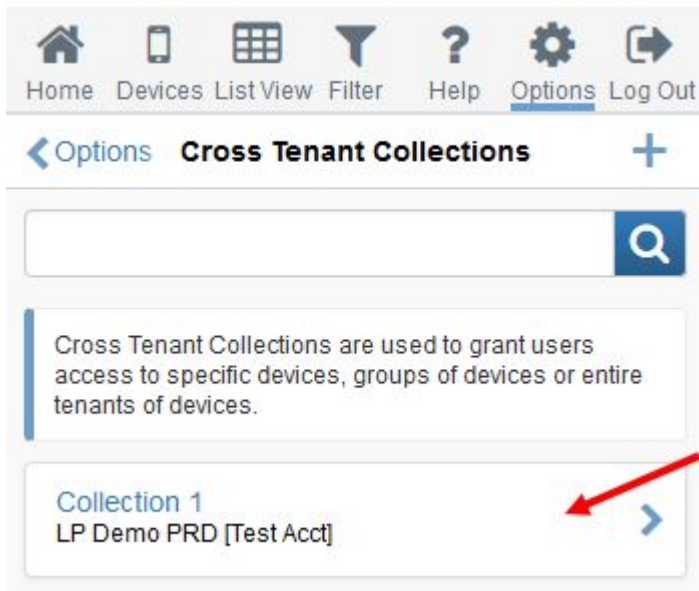 Home Devices List View Filter Help Options Log Out
Options Cross Tenant Collections
Cross Tenant Collections are used to grant users
access to specific devices, groups of devices or entire
tenants of devices.
Collection 1
LP Demo PRD [Test Acct]